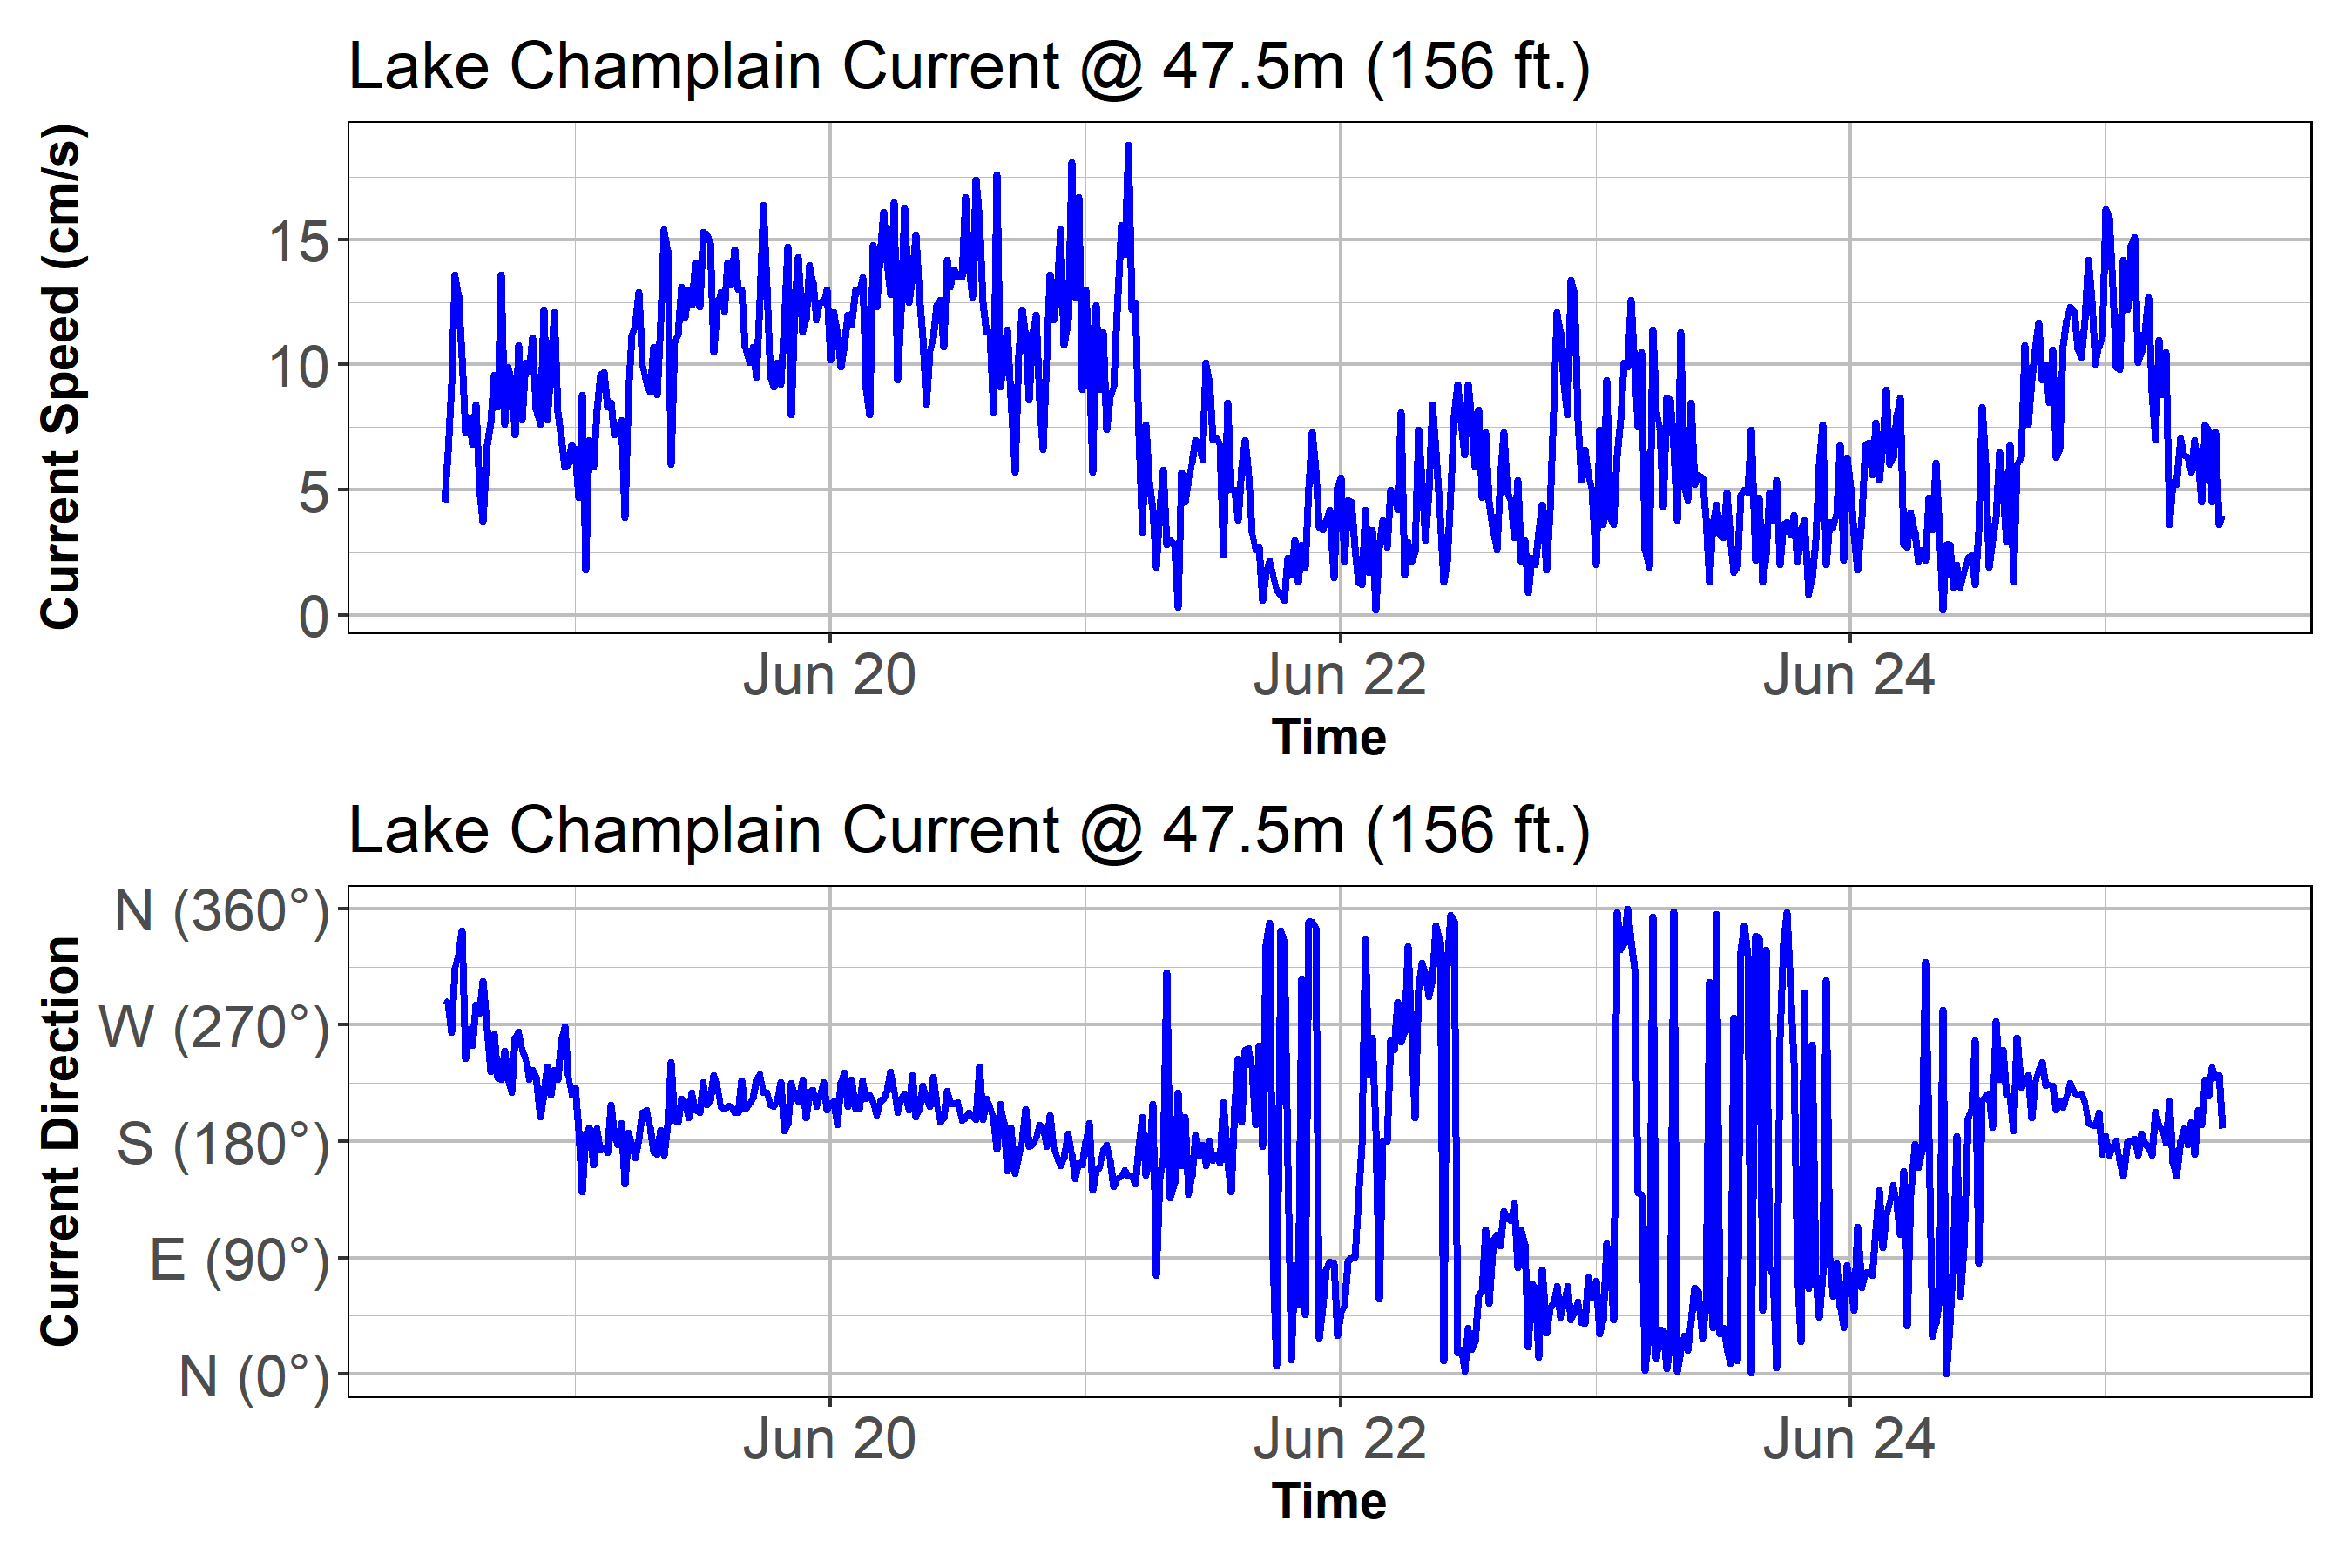 Lake Champlain Current @ 47.5m (156 ft.)
Current Speed (cm/s)
15
10
5
0
Jun 20 Jun 22 Jun 24
Time
Lake Champlain Current @ 47.5m (156 ft.)
Current Direction
N (360°)
W (270°)
S (180°)
E (90°)
N (0°)
Jun 20 Jun 22 Jun 24
Time